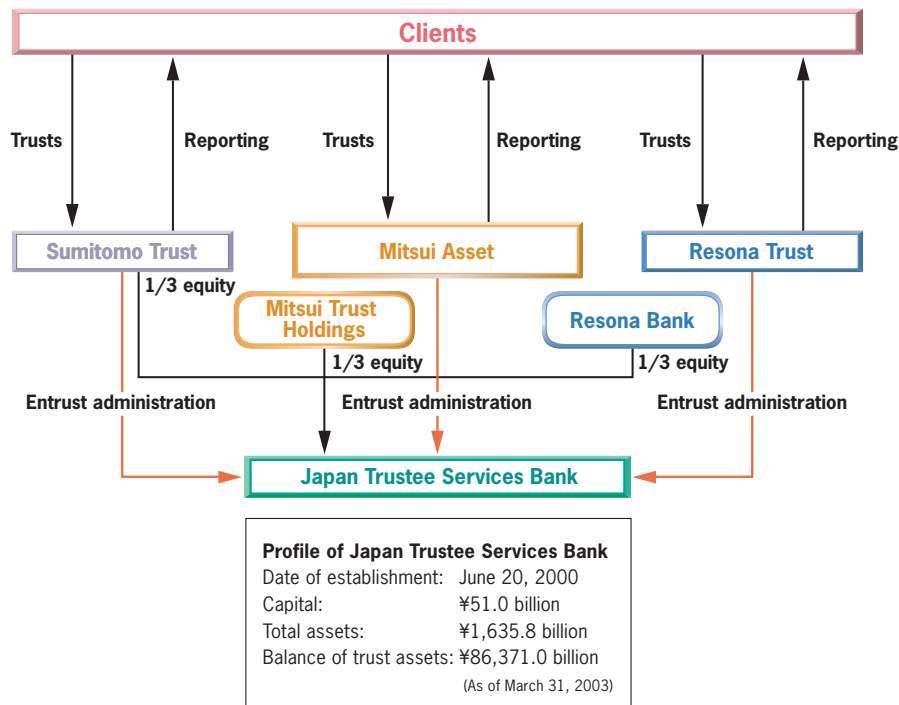 Clients
Trusts
Reporting
Trusts
Reporting
Trusts
Reporting
Sumitomo Trust
Mitsui Asset
Resona Trust
1/3 equity
Mitsui Trust
Holdings
Resona Bank
1/3 equity
1/3 equity
Entrust administration
Entrust administration
Entrust administration
Japan Trustee Services Bank
Profile of Japan Trustee Services Bank
Date of establishment: June 20, 2000
Capital: ¥51.0 billion
Total assets: ¥1,635.8 billion
Balance of trust assets: ¥86,371.0 billion
(As of March 31, 2003)